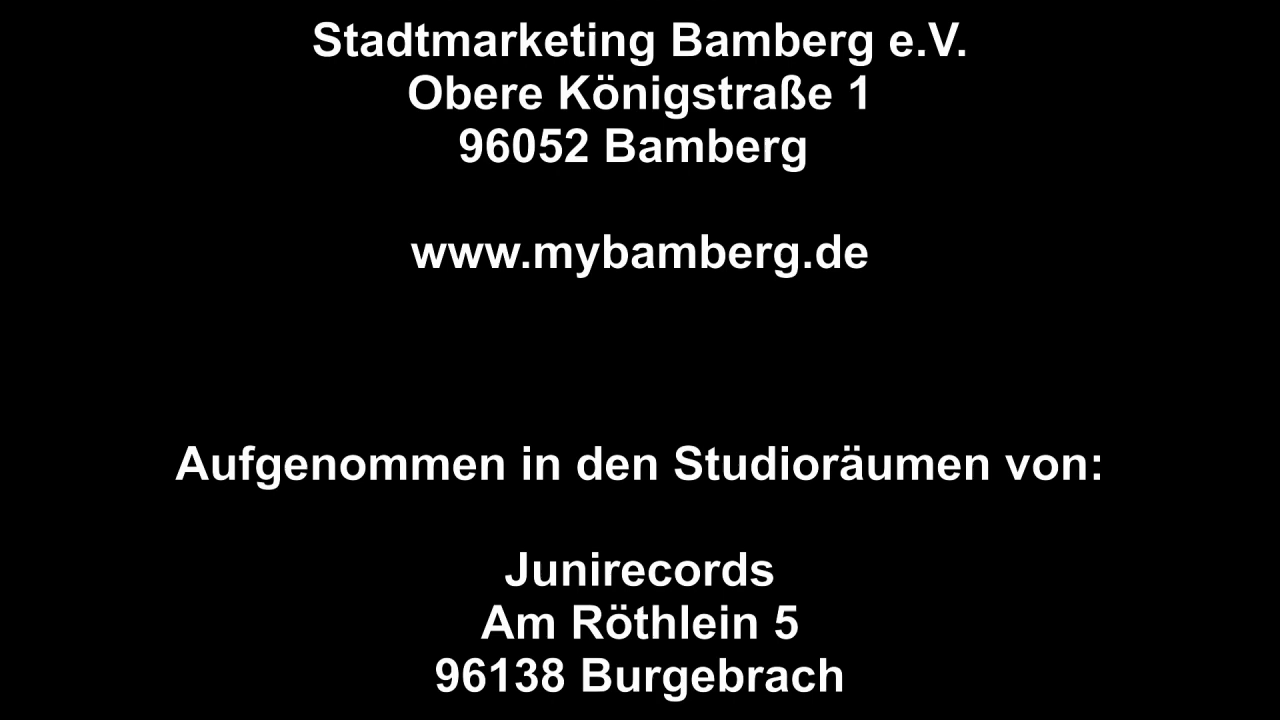 Stadtmarketing Bamberg e.V.
Obere Königstraße 1
96052 Bamberg
www.mybamberg.de
Aufgenommen in den Studioräumen von:
Junirecords
Am Röthlein 5
96138 Burgebrach